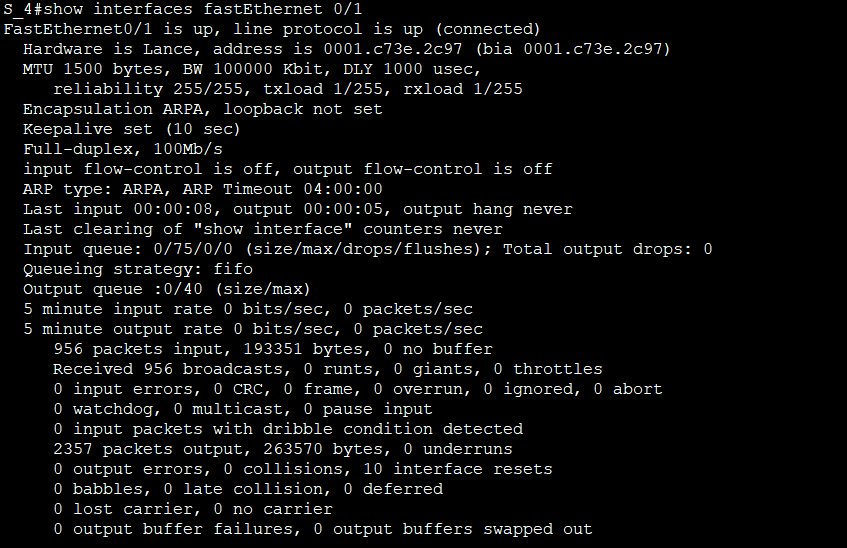 S_4#show interfaces fastEthernet 0/1
FastEthernet0/1 is up, line protocol is up (connected)
Hardware is Lance, address is 0001.c73e.2c97 (bia 0001.c73e.2c97)
MTU 1500 bytes, BW 100000 Kbit, DLY 1000 usec,
reliability 255/255, txload 1/255, rxload 1/255
Encapsulation ARPA, loopback not set
Keepalive set (10 sec)
Full-duplex, 100Mb/s
input flow-control is off, output flow-control is off
ARP type: ARPA, ARP Timeout 04:00:00
Last input 00:00:08, output 00:00:05, output hang never
Last clearing of "show interface" counters never
Input queue: 0/75/0/0 (size/max/drops/flushes); Total output drops: 0
Queueing strategy: fifo
Output queue :0/40 (size/max)
5 minute input rate 0 bits/sec, 0 packets/sec
5 minute output rate 0 bits/sec, 0 packets/sec
956 packets input, 193351 bytes, 0 no buffer
Received 956 broadcasts, 0 runts, 0 giants, 0 throttles
0 input errors, 0 CRC, 0 frame, 0 overrun, 0 ignored, 0 abort
0 watchdog, 0 multicast, 0 pause input
0 input packets with dribble condition detected
2357 packets output, 263570 bytes, 0 underruns
0 output errors, 0 collisions, 10 interface resets
0 babbles, 0 late collision, 0 deferred
0 lost carrier, 0 no carrier
0 output buffer failures, 0 output buffers swapped out